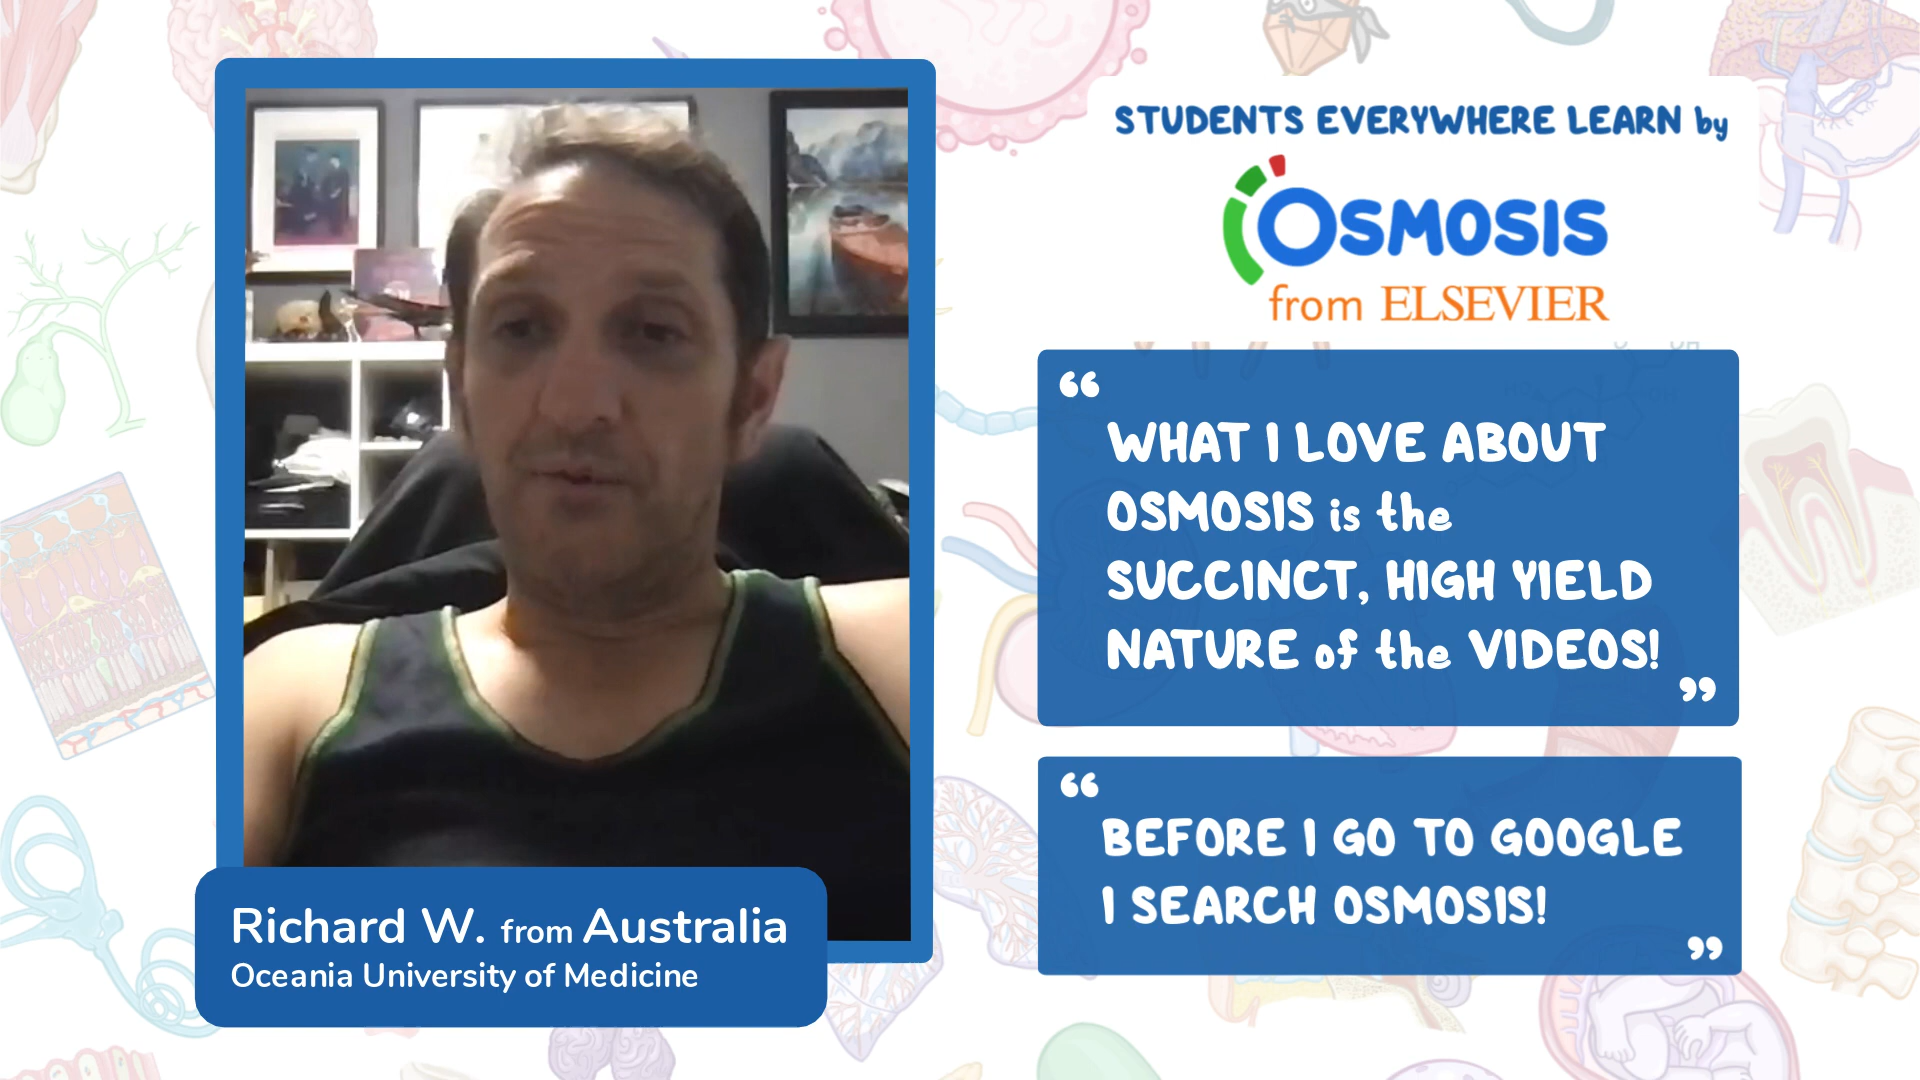 STUDENTS EVERYWHERE LEARN by
OSMOSIS
from ELSEVIER
“
WHAT I LOVE ABOUT
OSMOSIS is the
SUCCINCT, HIGH YIELD
NATURE of the VIDEOS!
”
“
BEFORE I GO TO GOOGLE
I SEARCH OSMOSIS!
”
Richard W. from Australia
Oceania University of Medicine